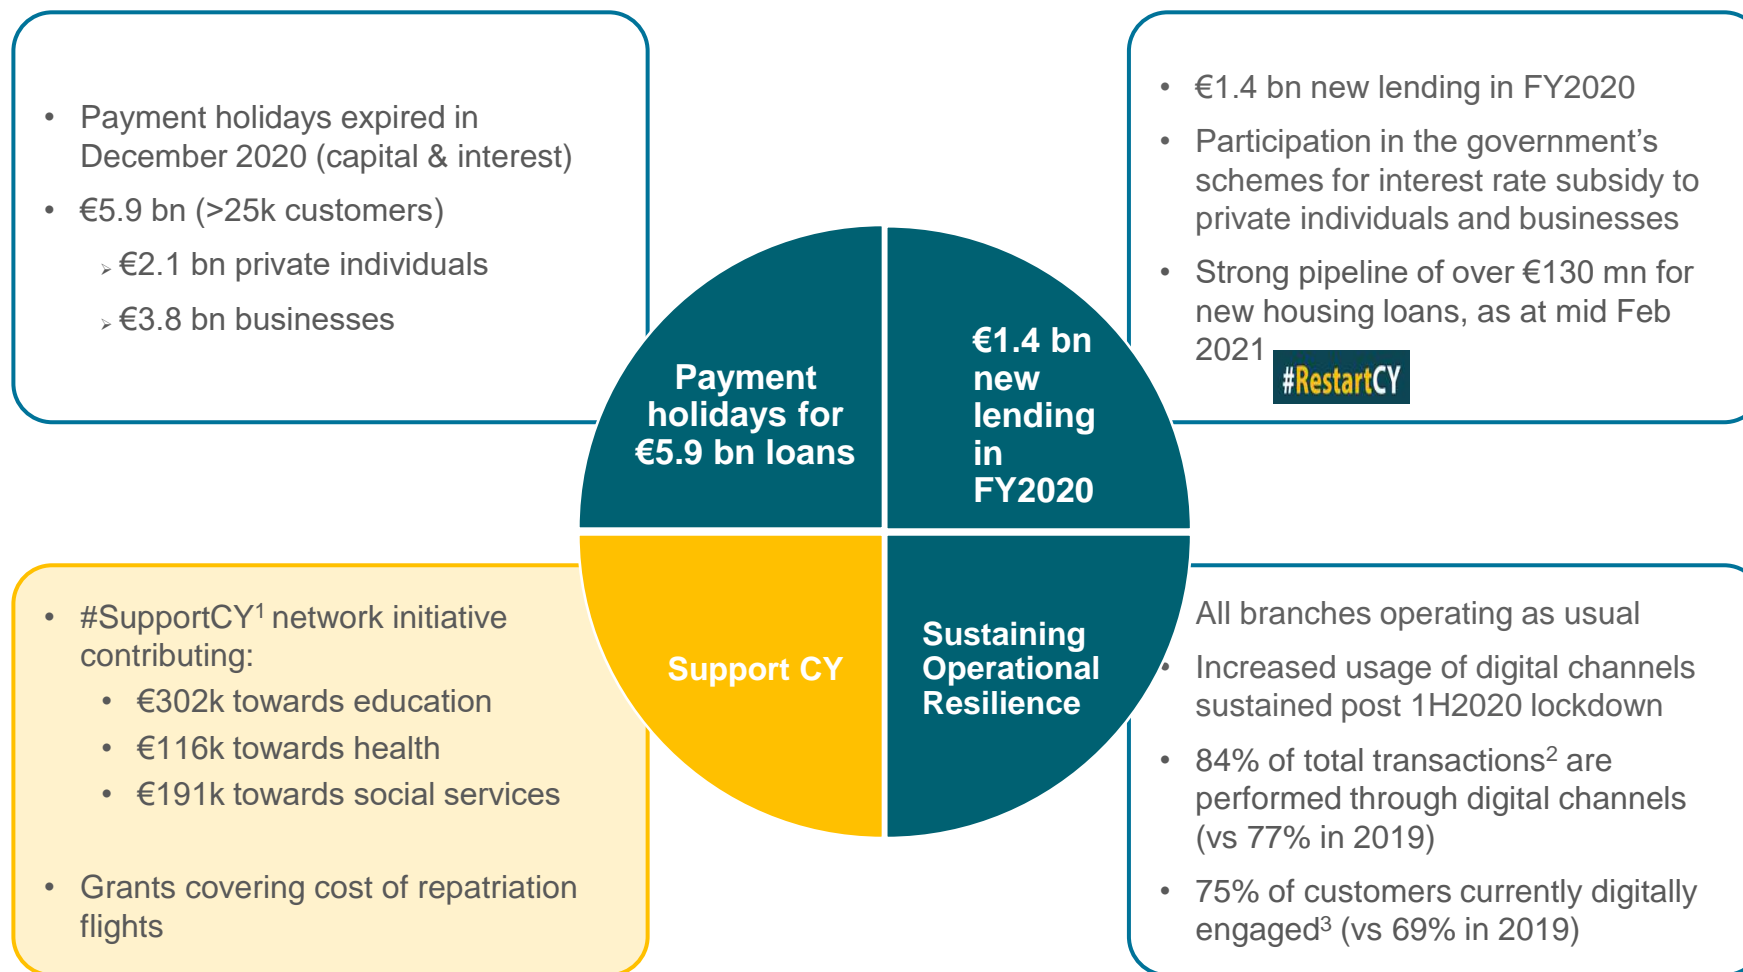 • Payment holidays expired in
December 2020 (capital & interest)
• €5.9 bn (>25k customers)
➢ €2.1 bn private individuals
➢ €3.8 bn businesses
• €1.4 bn new lending in FY2020
• Participation in the government’s
schemes for interest rate subsidy to
private individuals and businesses
• Strong pipeline of over €130 mn for
new housing loans, as at mid Feb
2021
#RestartCY
Payment
holidays for
€5.9 bn loans
€1.4 bn
new
lending
in
FY2020
Support CY
Sustaining
Operational
Resilience
• #SupportCY¹ network initiative
contributing:
• €302k towards education
• €116k towards health
• €191k towards social services
• Grants covering cost of repatriation
flights
All branches operating as usual
• Increased usage of digital channels
sustained post 1H2020 lockdown
• 84% of total transactions² are
performed through digital channels
(vs 77% in 2019)
• 75% of customers currently digitally
engaged³ (vs 69% in 2019)